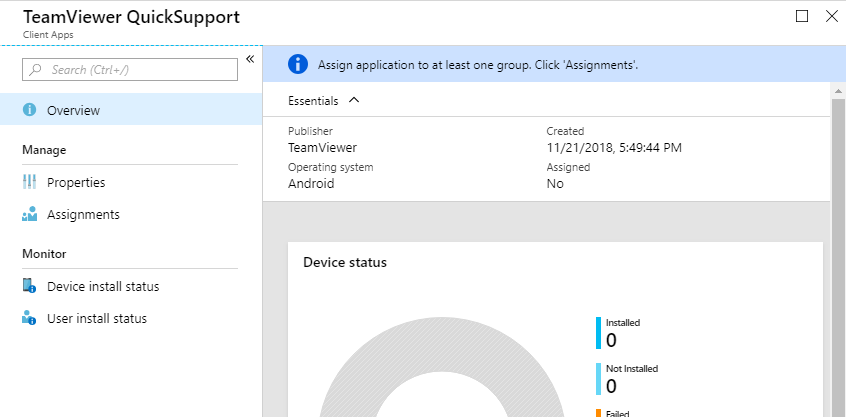 TeamViewer QuickSupport
Client Apps
Search (Ctrl+/)
Overview
Manage
Properties
Assignments
Monitor
Device install status
User install status
Assign application to at least one group. Click 'Assignments'.
Essentials
Publisher
TeamViewer
Operating system
Android
Created
11/21/2018, 5:49:44 PM
Assigned
No
Device status
Installed
0
Not Installed
0
Failed